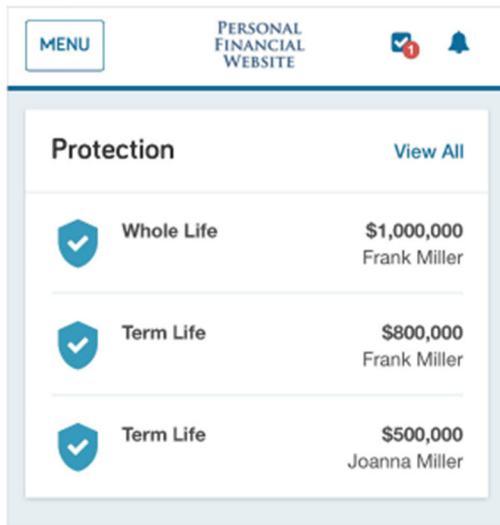 MENU
PERSONAL
FINANCIAL
WEBSITE
1
Protection
View All
Whole Life
$1,000,000
Frank Miller
Term Life
$800,000
Frank Miller
Term Life
$500,000
Joanna Miller